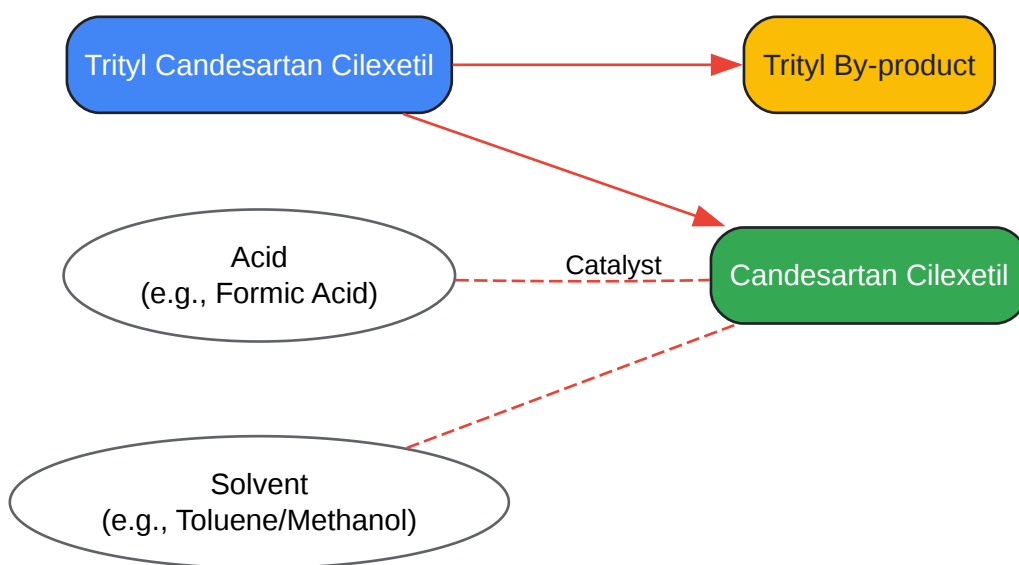 Trityl Candesartan Cilexetil
Trityl By-product
Acid
(e.g., Formic Acid)
Catalyst
Candesartan Cilexetil
Solvent
(e.g., Toluene/Methanol)